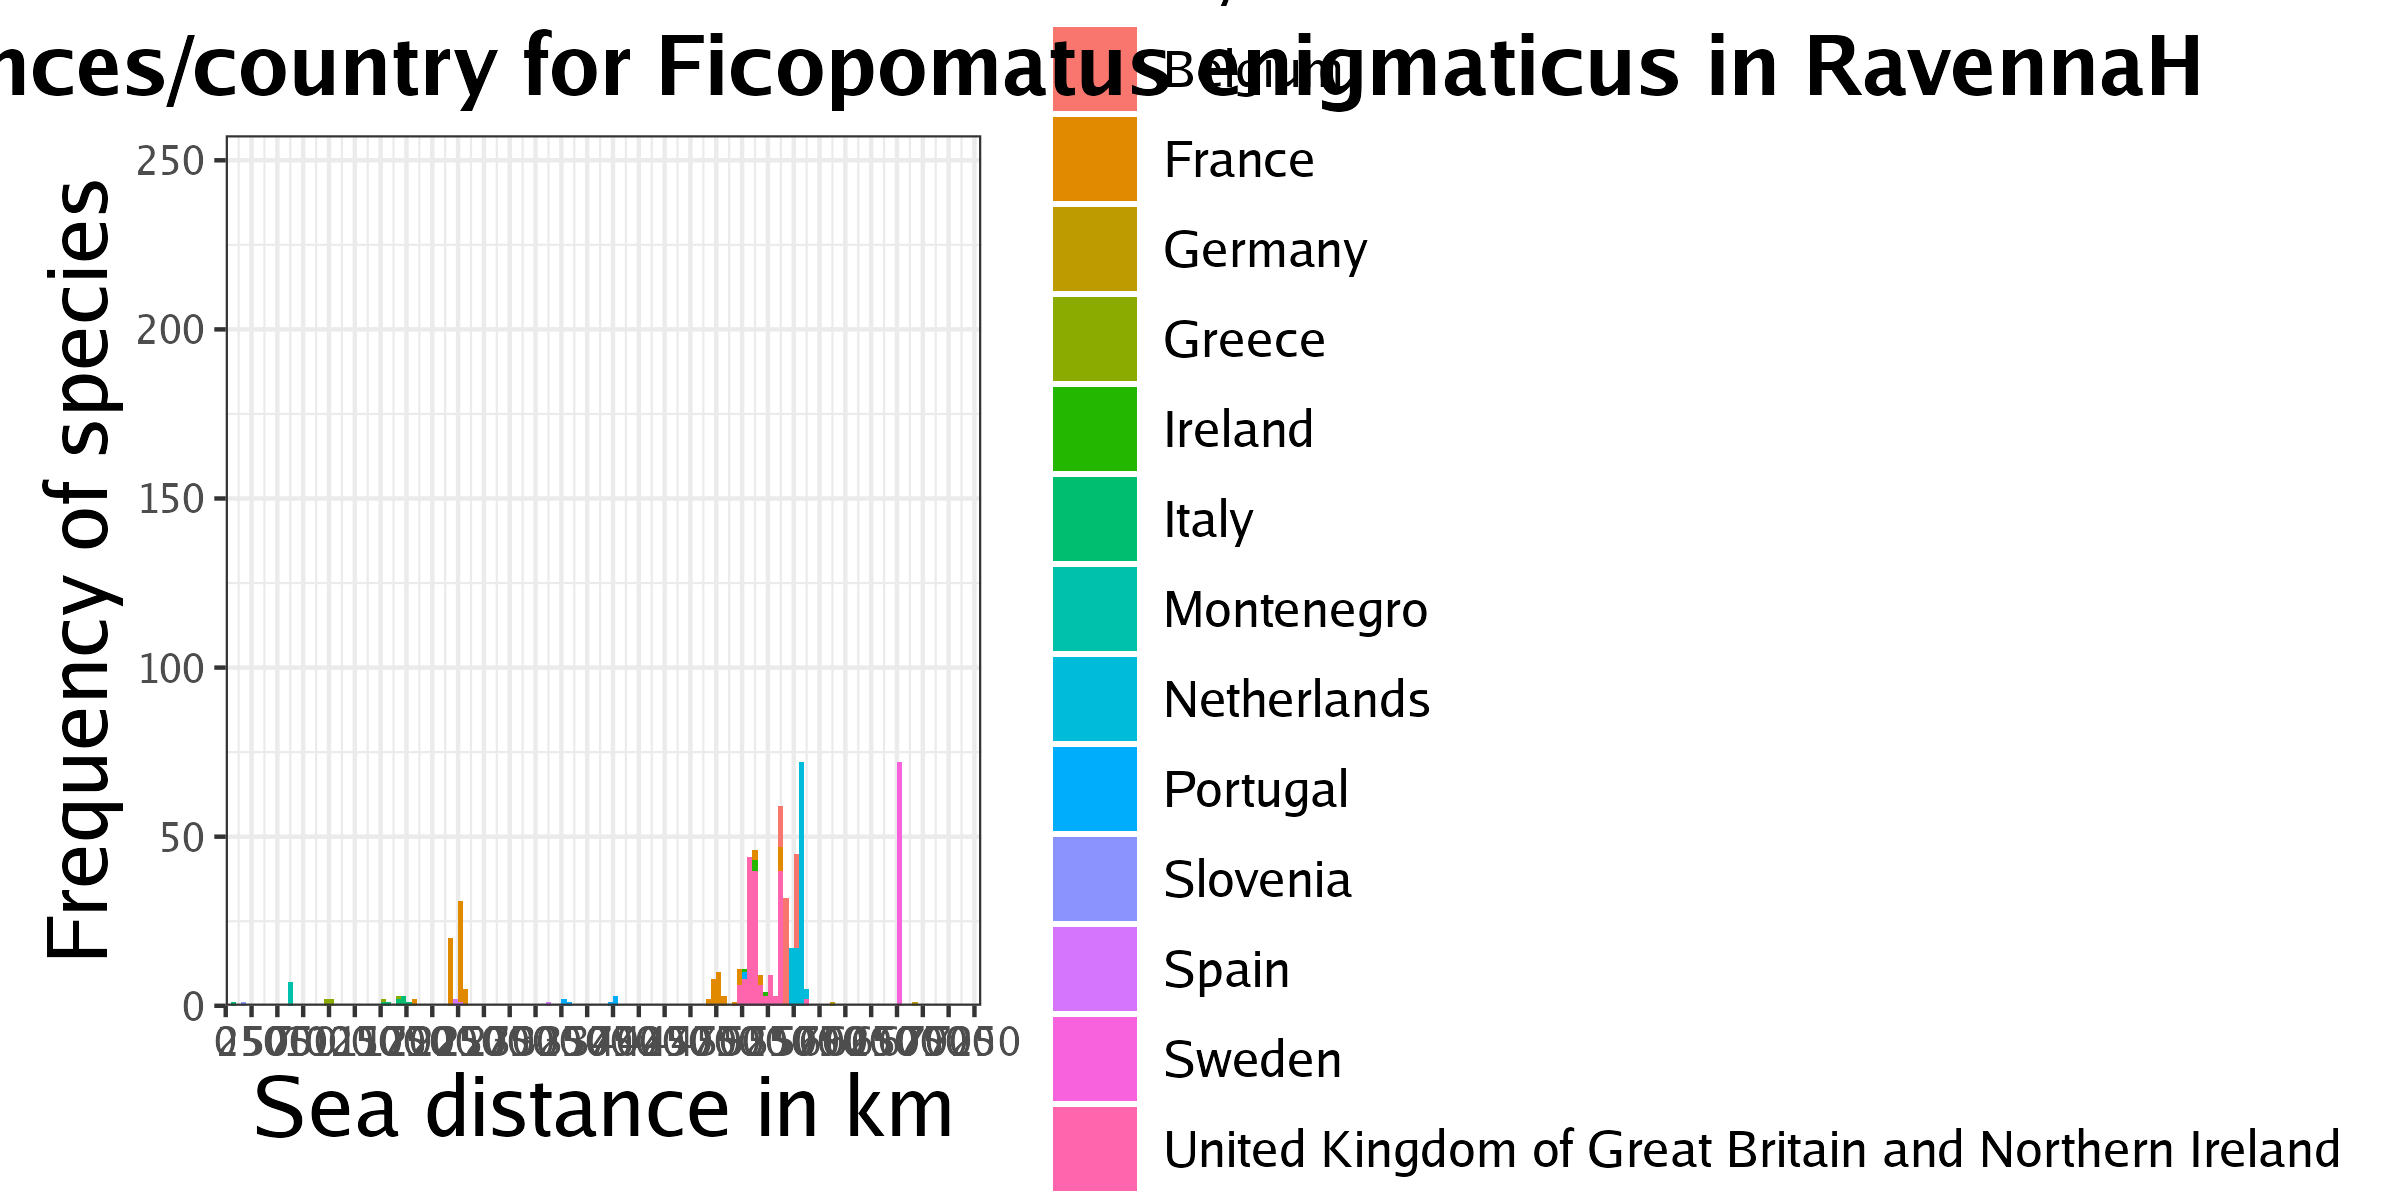 nces/country for Ficopomatus enigmaticus in RavennaH
Belgium
France
Germany
Greece
Ireland
Italy
Montenegro
Netherlands
Portugal
Slovenia
Spain
Sweden
United Kingdom of Great Britain and Northern Ireland
Frequency of species
250
200
150
100
50
0
Sea distance in km